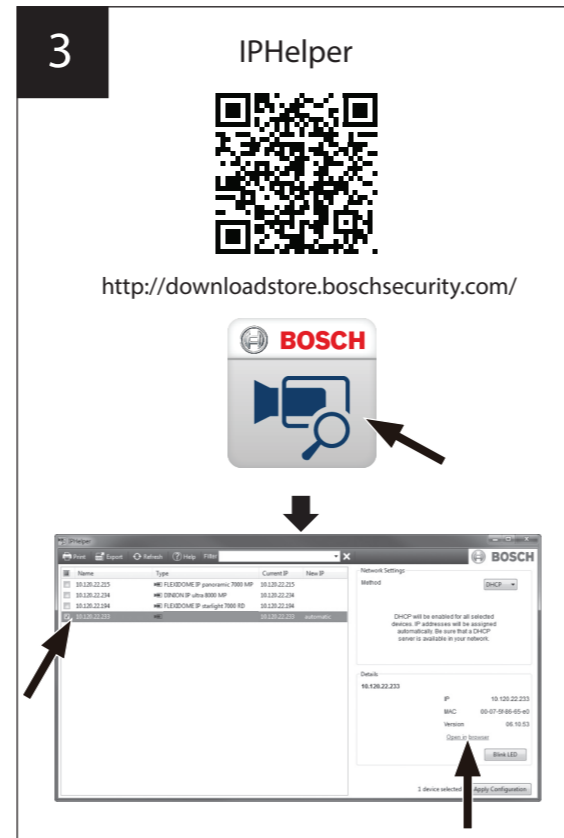 3
IPHelper
http://downloadstore.boschsecurity.com/
BOSCH
IPHelper
Print Export Refresh ? Help Filter X
BOSCH
Name Type Current IP New IP
10.120.22.215 FLEXIDOME IP panoramic 7000 MP 10.120.22.215
10.120.22.234 DINION IP ultra 8000 MP 10.120.22.234
10.120.22.194 FLEXIDOME IP starlight 7000 RD 10.120.22.194
10.120.22.233 10.120.22.233 automatic
Network Settings
Method DHCP
DHCP will be enabled for all selected
devices. IP addresses will be assigned
automatically. Be sure that a DHCP
server is available in your network.
Details
10.120.22.233
IP 10.120.22.233
MAC
Version 06.10.53
Open in browser
Blink LED
1 device selected Apply Configuration